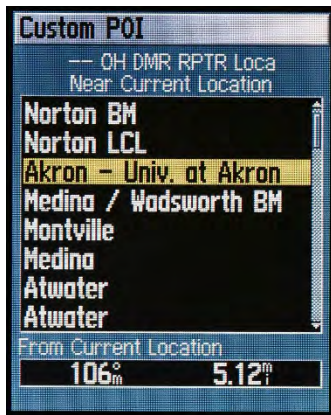 Custom POI
-- OH DMR RPTR Loca
Near Current Location
Norton BM
Norton LCL
Akron - Univ. at Akron
Medina / Wadsworth BM
Montville
Medina
Atwater
Atwater
From Current Location
106°m 5.12m